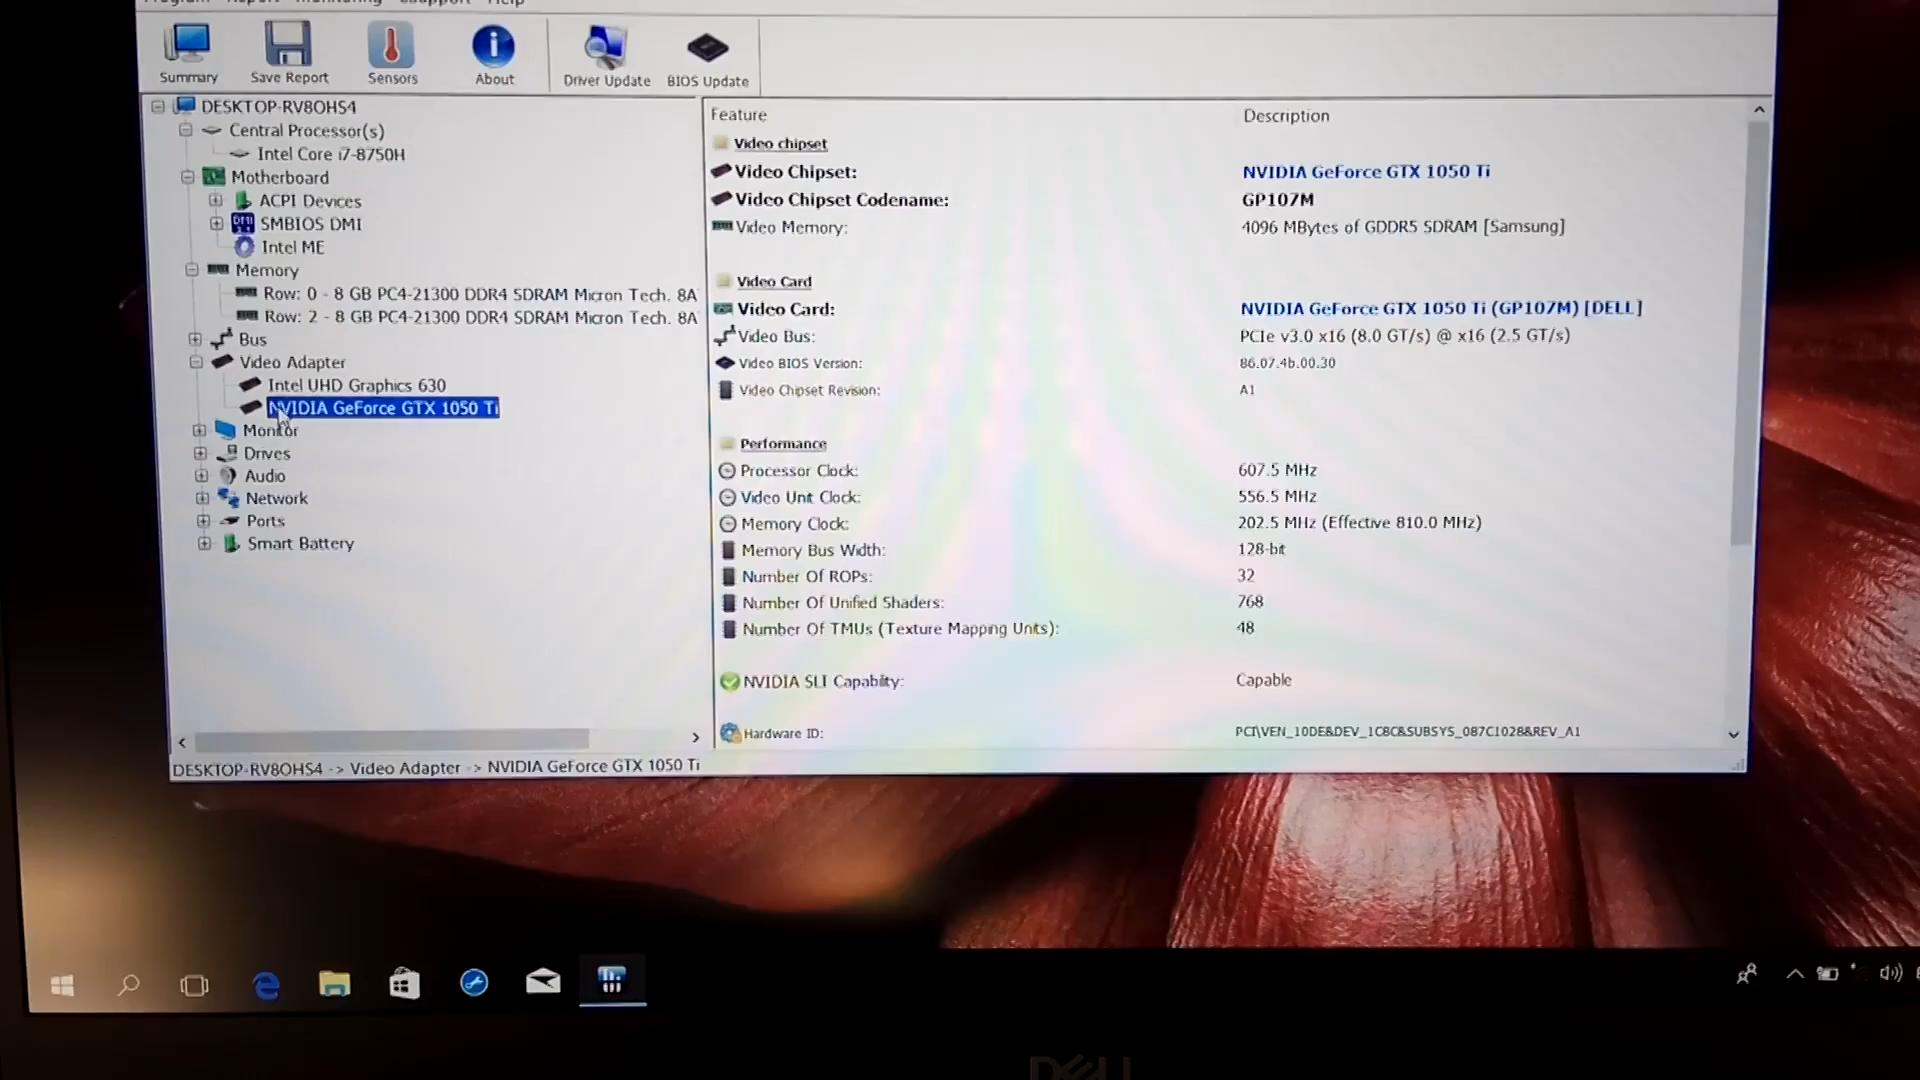 Program Report Monitoring eSupport Help
Summary
Save Report
Sensors
About
Driver Update
BIOS Update
DESKTOP-RV8OHS4
Central Processor(s)
Intel Core i7-8750H
Motherboard
ACPI Devices
SMBIOS DMI
Intel ME
Memory
Row: 0 - 8 GB PC4-21300 DDR4 SDRAM Micron Tech. 8A
Row: 2 - 8 GB PC4-21300 DDR4 SDRAM Micron Tech. 8A
Bus
Video Adapter
Intel UHD Graphics 630
NVIDIA GeForce GTX 1050 Ti
Monitor
Drives
Audio
Network
Ports
Smart Battery
Feature Description
Video chipset
Video Chipset: NVIDIA GeForce GTX 1050 Ti
Video Chipset Codename: GP107M
Video Memory: 4096 MBytes of GDDR5 SDRAM [Samsung]
Video Card
Video Card: NVIDIA GeForce GTX 1050 Ti (GP107M) [DELL]
Video Bus: PCIe v3.0 x16 (8.0 GT/s) @ x16 (2.5 GT/s)
Video BIOS Version: 86.07.4b.00.30
Video Chipset Revision: A1
Performance
Processor Clock: 607.5 MHz
Video Unit Clock: 556.5 MHz
Memory Clock: 202.5 MHz (Effective 810.0 MHz)
Memory Bus Width: 128-bit
Number Of ROPs: 32
Number Of Unified Shaders: 768
Number Of TMUs (Texture Mapping Units): 48
NVIDIA SLI Capability: Capable
Hardware ID: PCI\VEN_10DE&DEV_1C8C&SUBSYS_087C1028&REV_A1
DESKTOP-RV8OHS4 -> Video Adapter -> NVIDIA GeForce GTX 1050 Ti
DELL